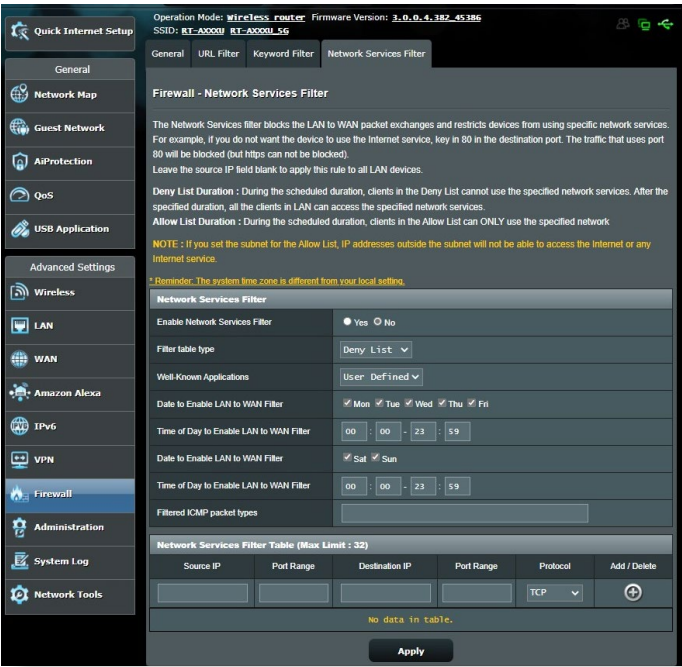 Operation Mode: Wireless router Firmware Version: 3.0.0.4.382_45386
SSID: RT-AXXXU RT-AXXXU_5G
Quick Internet Setup
General
Network Map
Guest Network
AiProtection
QoS
USB Application
Advanced Settings
Wireless
LAN
WAN
Amazon Alexa
IPv6
VPN
Firewall
Administration
System Log
Network Tools
General URL Filter Keyword Filter Network Services Filter
Firewall - Network Services Filter
The Network Services filter blocks the LAN to WAN packet exchanges and restricts devices from using specific network services.
For example, if you do not want the device to use the Internet service, key in 80 in the destination port. The traffic that uses port
80 will be blocked (but https can not be blocked).
Leave the source IP field blank to apply this rule to all LAN devices.
Deny List Duration : During the scheduled duration, clients in the Deny List cannot use the specified network services. After the
specified duration, all the clients in LAN can access the specified network services.
Allow List Duration : During the scheduled duration, clients in the Allow List can ONLY use the specified network
NOTE : If you set the subnet for the Allow List, IP addresses outside the subnet will not be able to access the Internet or any
Internet service.
* Reminder: The system time zone is different from your local setting.
Network Services Filter
Enable Network Services Filter Yes No
Filter table type Deny List
Well-Known Applications User Defined
Date to Enable LAN to WAN Filter Mon Tue Wed Thu Fri
Time of Day to Enable LAN to WAN Filter 00 : 00 - 23 : 59
Date to Enable LAN to WAN Filter Sat Sun
Time of Day to Enable LAN to WAN Filter 00 : 00 - 23 : 59
Filtered ICMP packet types
Network Services Filter Table (Max Limit : 32)
Source IP Port Range Destination IP Port Range Protocol Add / Delete
TCP
No data in table.
Apply